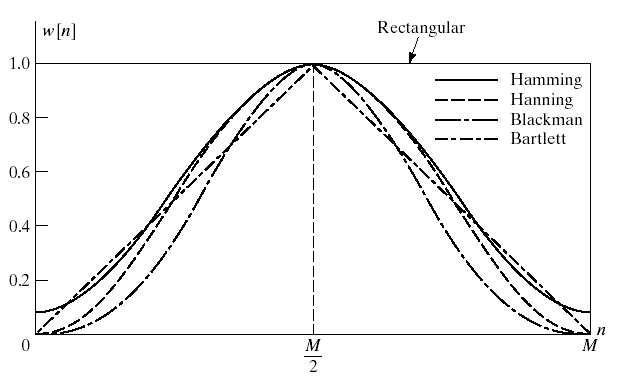 Rectangular
w[n]
1.0
Hamming
Hanning
Blackman
Bartlett
0.8
0.6
0.4
0.2
n
0
M
2
M